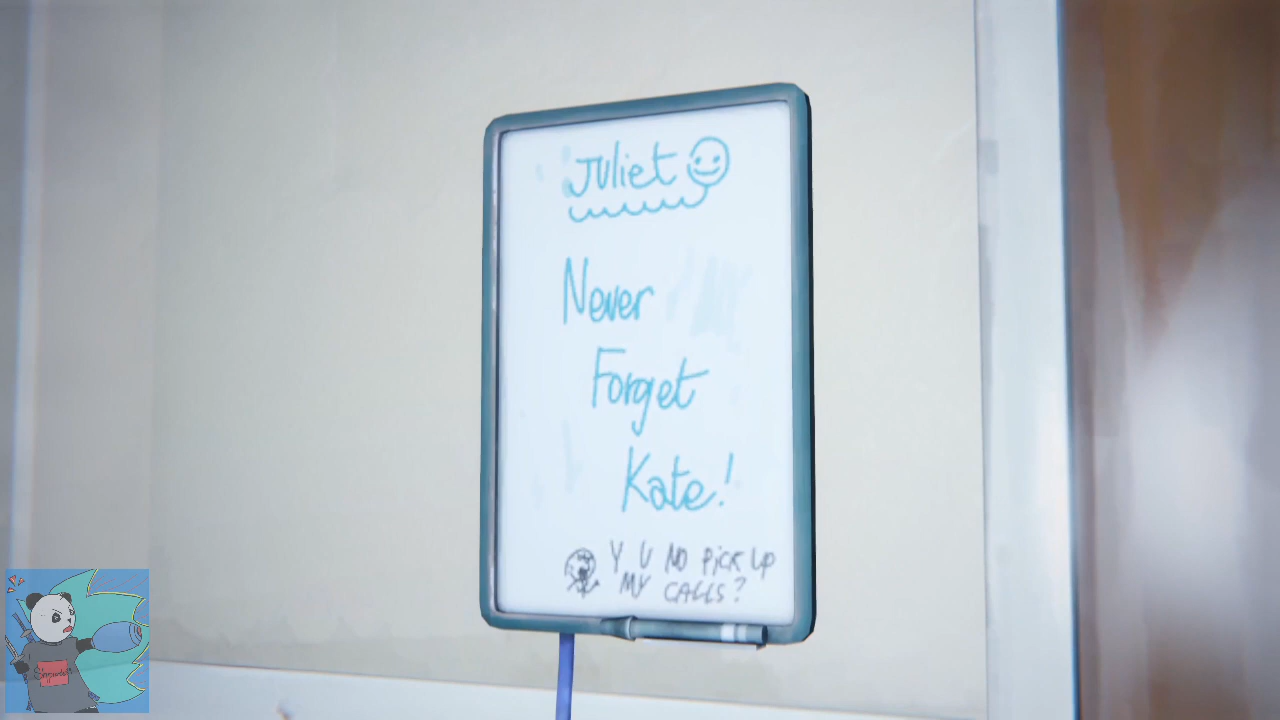 Juliet
Never
Forget
Kate!
Y U NO PICK UP
MY CALLS?